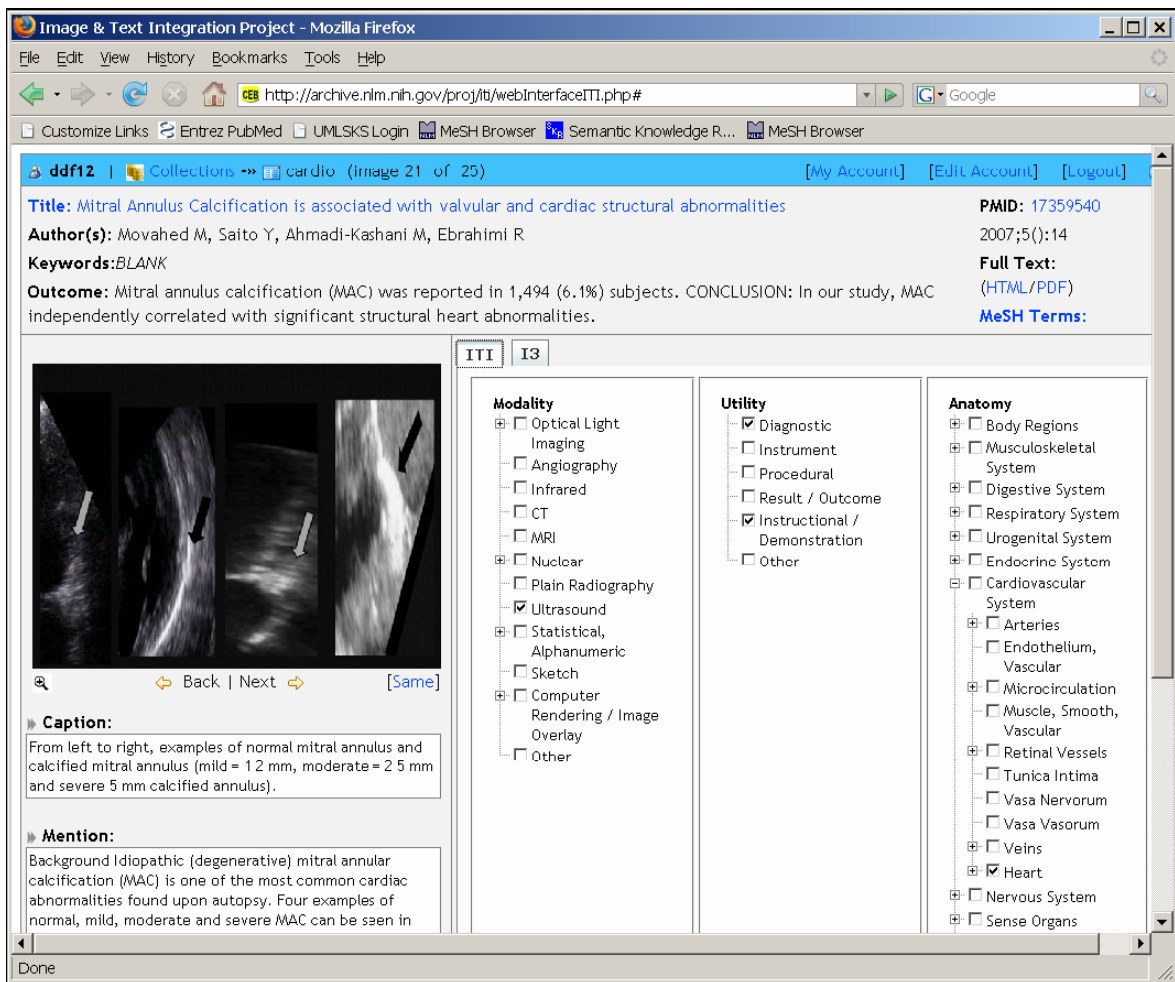 Image & Text Integration Project - Mozilla Firefox
File Edit View History Bookmarks Tools Help
CEB http://archive.nlm.nih.gov/proj/iti/webInterfaceITI.php#
G Google
Customize Links Entrez PubMed UMLSKS Login MeSH Browser Semantic Knowledge R... MeSH Browser
ddf12 | Collections -»» cardio (image 21 of 25) [My Account] [Edit Account] [Logout]
Title: Mitral Annulus Calcification is associated with valvular and cardiac structural abnormalities
PMID: 17359540
Author(s): Movahed M, Saito Y, Ahmadi-Kashani M, Ebrahimi R
2007;5():14
Keywords:BLANK
Full Text:
(HTML/PDF)
Outcome: Mitral annulus calcification (MAC) was reported in 1,494 (6.1%) subjects. CONCLUSION: In our study, MAC
independently correlated with significant structural heart abnormalities.
MeSH Terms:
ITI I3
Back | Next [Same]
Caption:
From left to right, examples of normal mitral annulus and
calcified mitral annulus (mild = 1 2 mm, moderate = 2 5 mm
and severe 5 mm calcified annulus).
Mention:
Background Idiopathic (degenerative) mitral annular
calcification (MAC) is one of the most common cardiac
abnormalities found upon autopsy. Four examples of
normal, mild, moderate and severe MAC can be seen in
Modality
Optical Light
Imaging
Angiography
Infrared
CT
MRI
Nuclear
Plain Radiography
Ultrasound
Statistical,
Alphanumeric
Sketch
Computer
Rendering / Image
Overlay
Other
Utility
Diagnostic
Instrument
Procedural
Result / Outcome
Instructional /
Demonstration
Other
Anatomy
Body Regions
Musculoskeletal
System
Digestive System
Respiratory System
Urogenital System
Endocrine System
Cardiovascular
System
Arteries
Endothelium,
Vascular
Microcirculation
Muscle, Smooth,
Vascular
Retinal Vessels
Tunica Intima
Vasa Nervorum
Vasa Vasorum
Veins
Heart
Nervous System
Sense Organs
Done